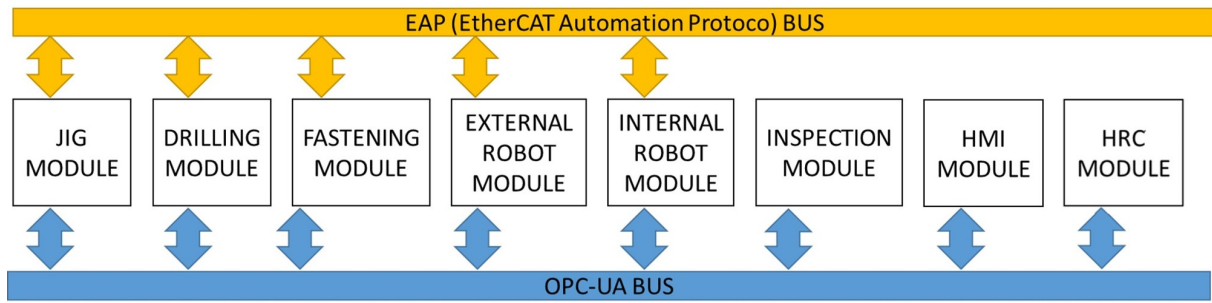 EAP (EtherCAT Automation Protoco) BUS
JIG
MODULE
DRILLING
MODULE
FASTENING
MODULE
EXTERNAL
ROBOT
MODULE
INTERNAL
ROBOT
MODULE
INSPECTION
MODULE
HMI
MODULE
HRC
MODULE
OPC-UA BUS